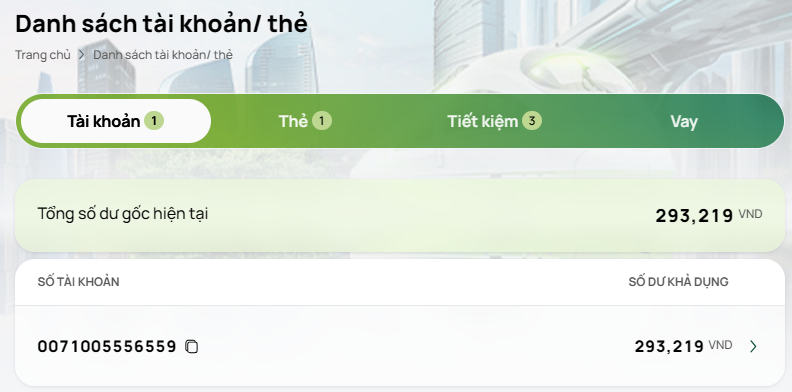 Danh sách tài khoản/ thẻ
Trang chủ > Danh sách tài khoản/ thẻ
Tài khoản 1 Thẻ 1 Tiết kiệm 3 Vay
Tổng số dư gốc hiện tại 293,219 VND
SỐ TÀI KHOẢN SỐ DƯ KHẢ DỤNG
0071005556559 293,219 VND